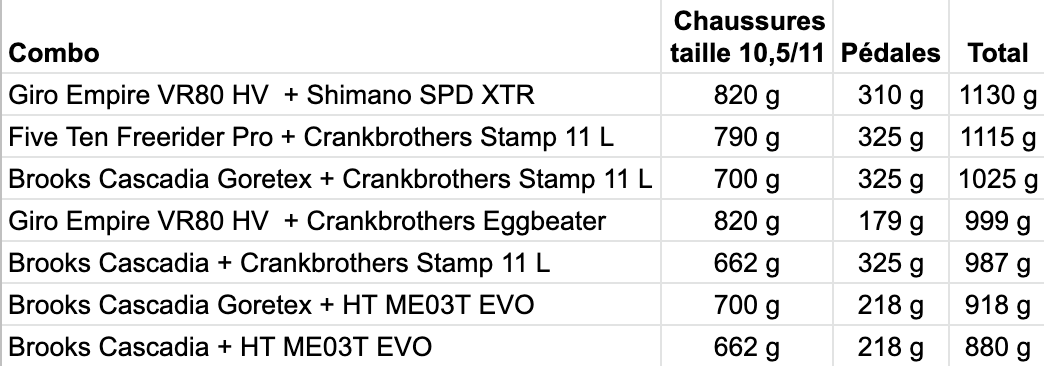 Combo Chaussures taille 10,5/11 Pédales Total
Giro Empire VR80 HV + Shimano SPD XTR 820 g 310 g 1130 g
Five Ten Freerider Pro + Crankbrothers Stamp 11 L 790 g 325 g 1115 g
Brooks Cascadia Goretex + Crankbrothers Stamp 11 L 700 g 325 g 1025 g
Giro Empire VR80 HV + Crankbrothers Eggbeater 820 g 179 g 999 g
Brooks Cascadia + Crankbrothers Stamp 11 L 662 g 325 g 987 g
Brooks Cascadia Goretex + HT ME03T EVO 700 g 218 g 918 g
Brooks Cascadia + HT ME03T EVO 662 g 218 g 880 g